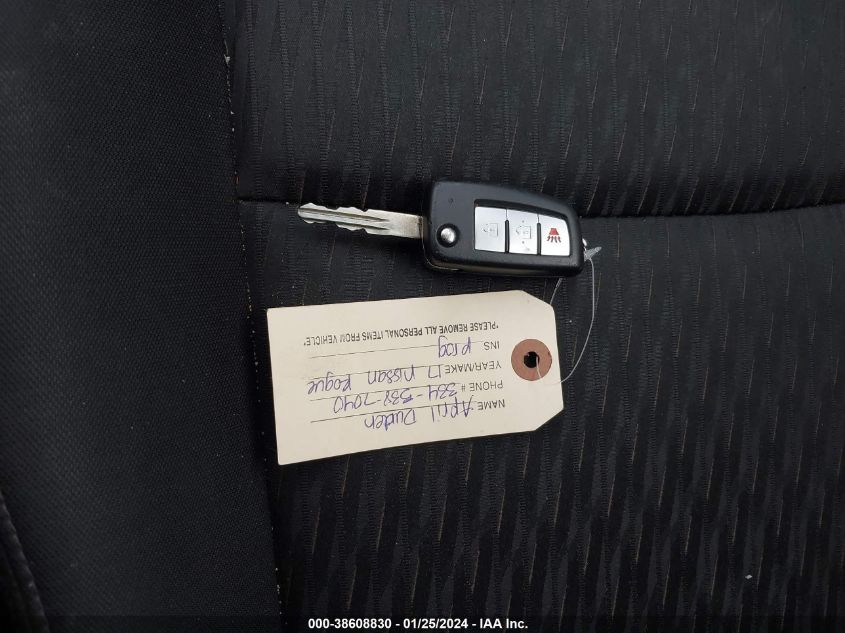 NAME April Durden
PHONE # 334-538-7040
YEAR/MAKE 17 Nissan Rogue
INS. prog
*PLEASE REMOVE ALL PERSONAL ITEMS FROM VEHICLE*
000-38608830 - 01/25/2024 - IAA Inc.